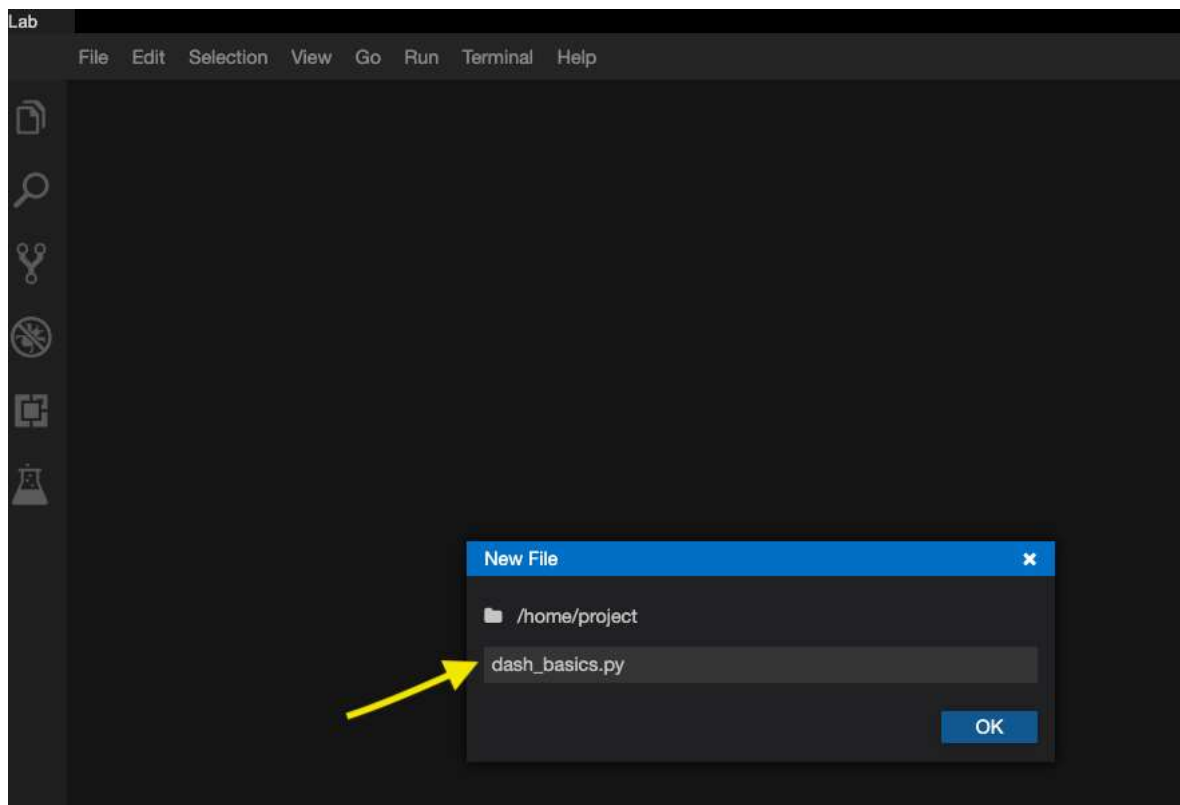 Lab
File Edit Selection View Go Run Terminal Help
New File
/home/project
dash_basics.py
OK